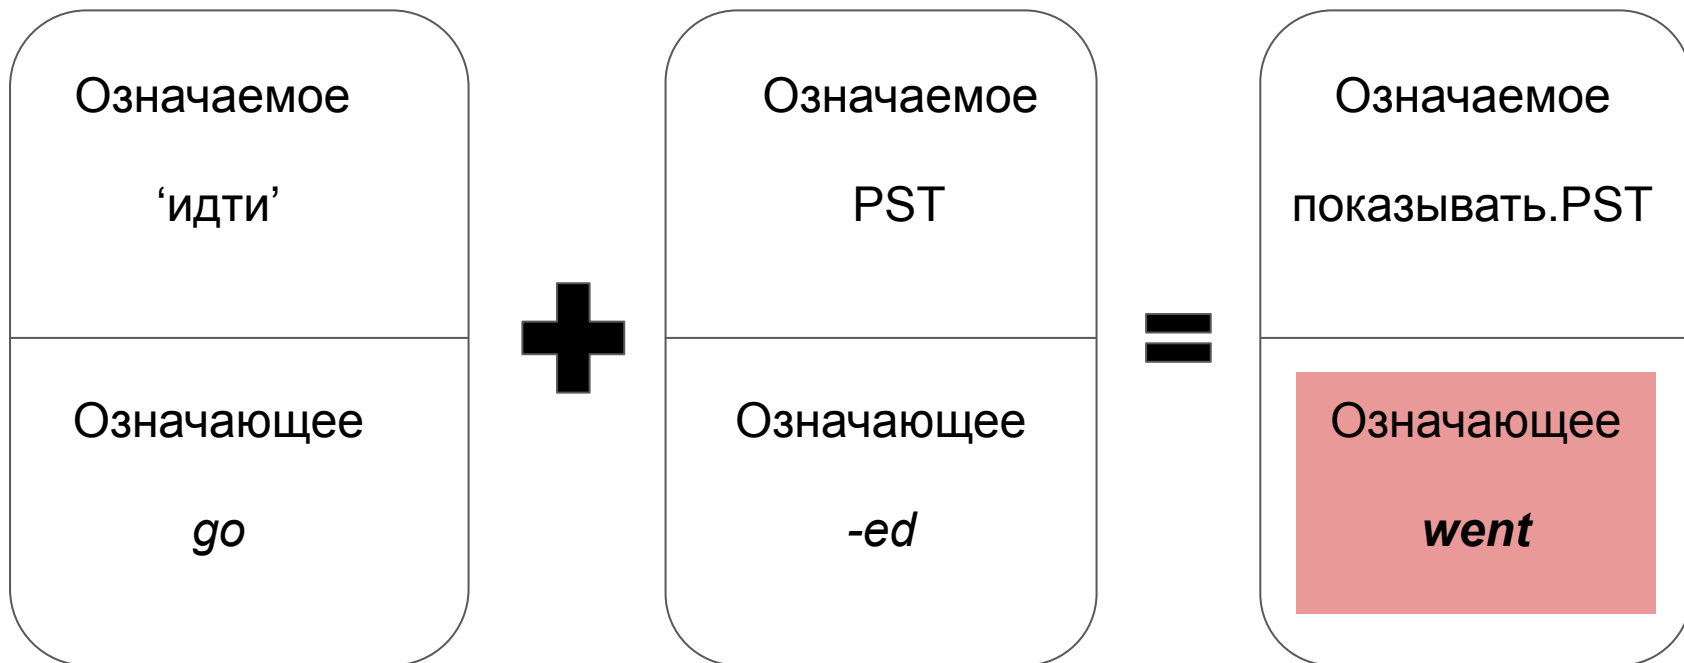 Означаемое
‘идти’
Означающее
go
Означаемое
PST
Означающее
-ed
Означаемое
показывать.PST
Означающее
went